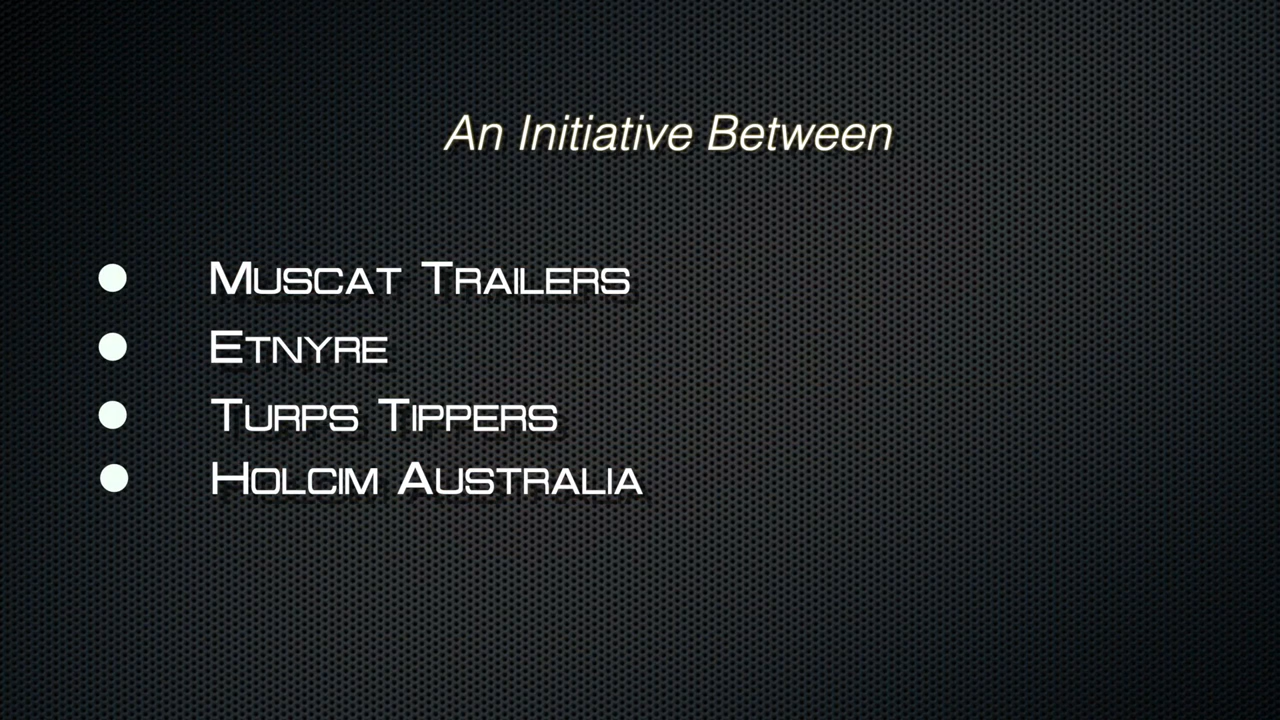 An Initiative Between
• Muscat Trailers
• Etnyre
• Turps Tippers
• Holcim Australia